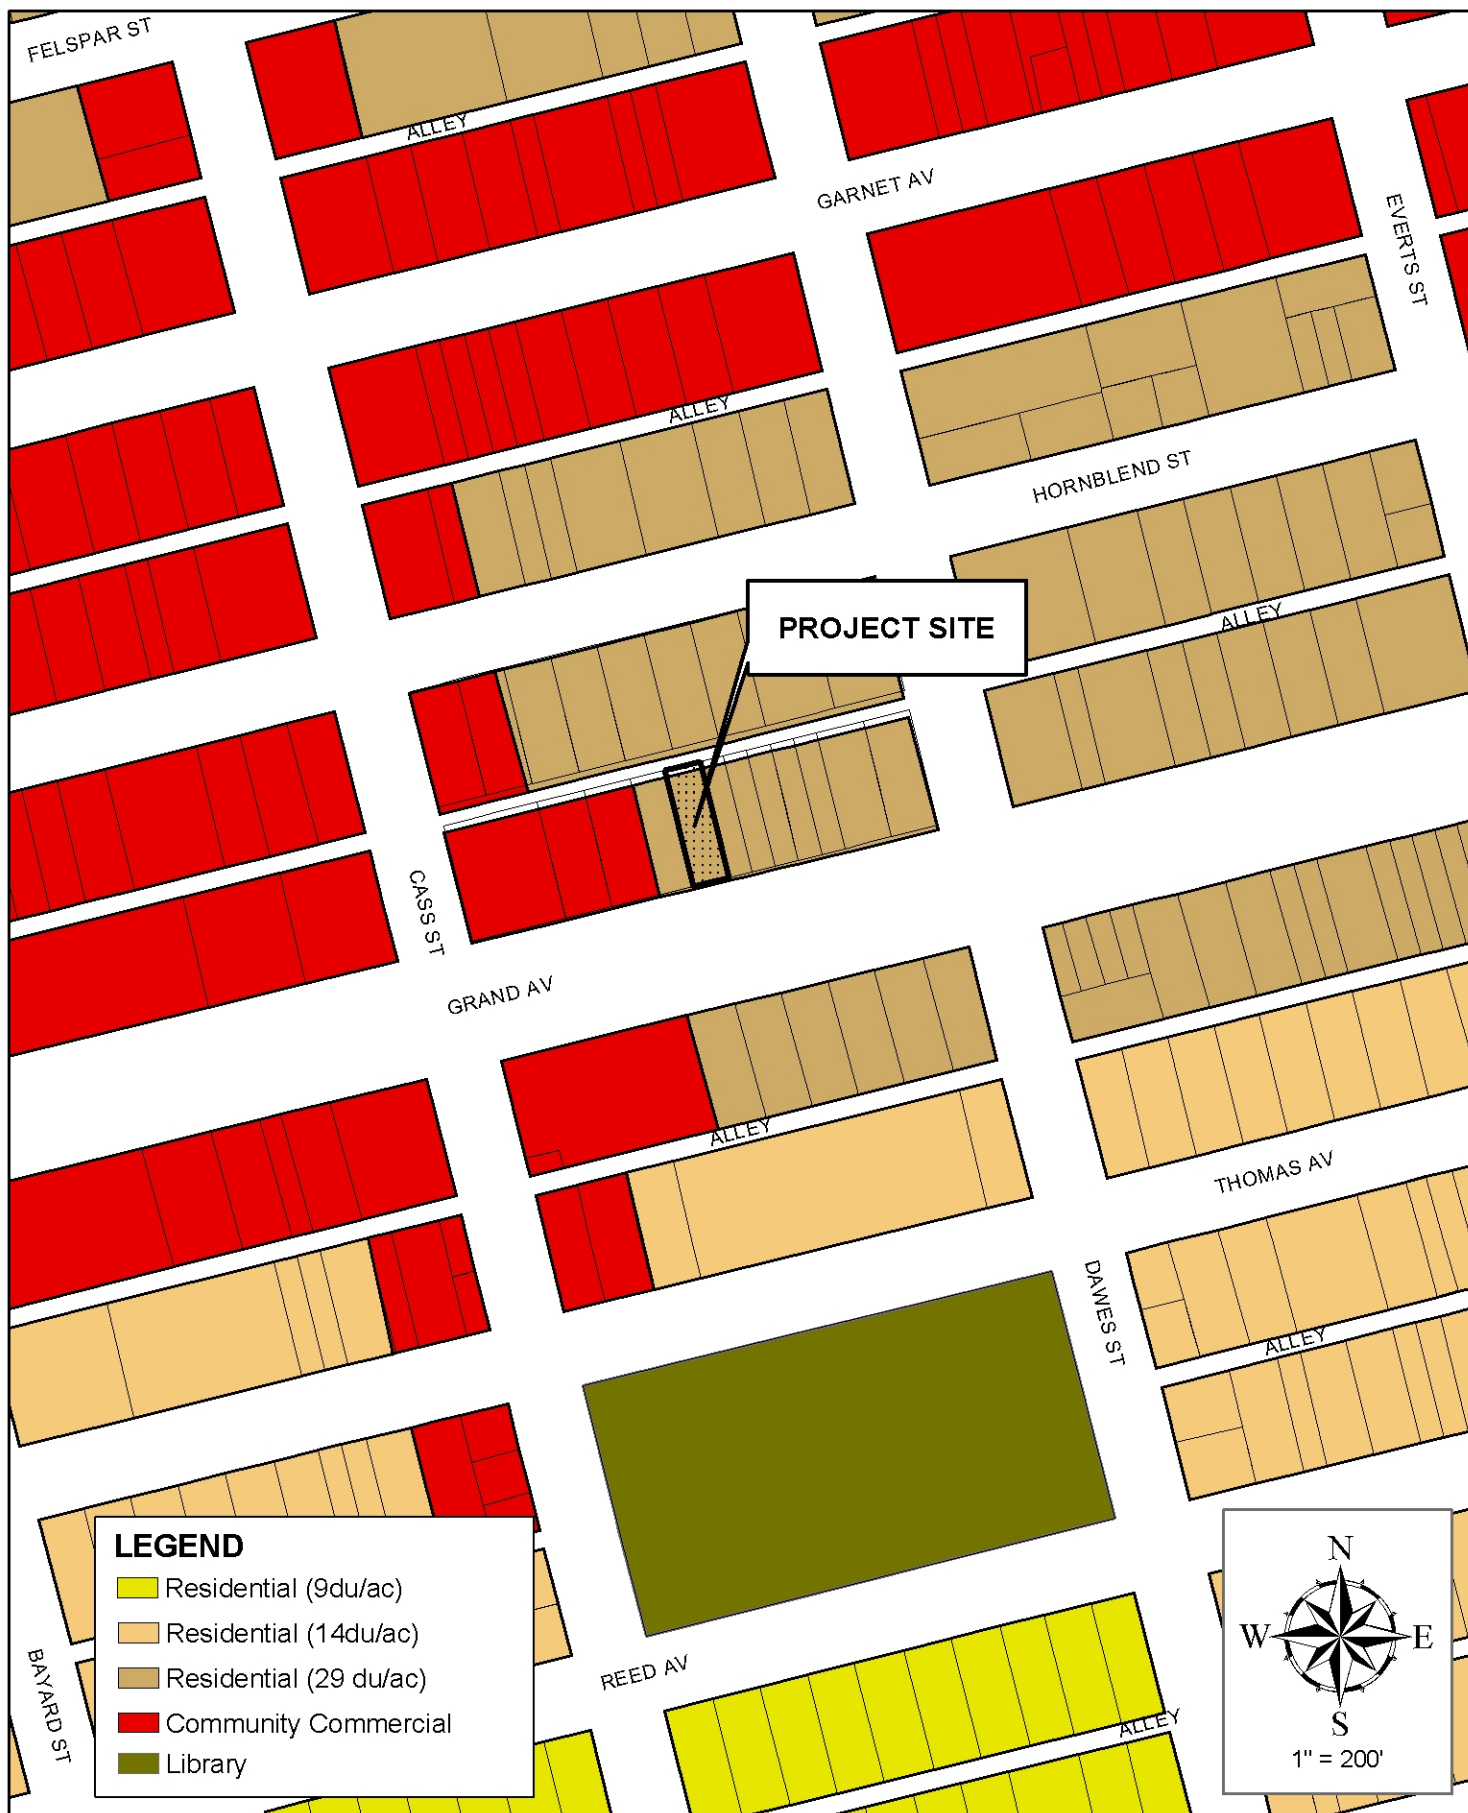 FELSPAR ST
ALLEY
GARNET AV
EVERTS ST
ALLEY
HORNBLEND ST
ALLEY
PROJECT SITE
CASS ST
GRAND AV
ALLEY
THOMAS AV
DAWES ST
ALLEY
LEGEND
Residential (9du/ac)
Residential (14du/ac)
Residential (29 du/ac)
Community Commercial
Library
BAYARD ST
REED AV
ALLEY
N
W E
S
1" = 200'